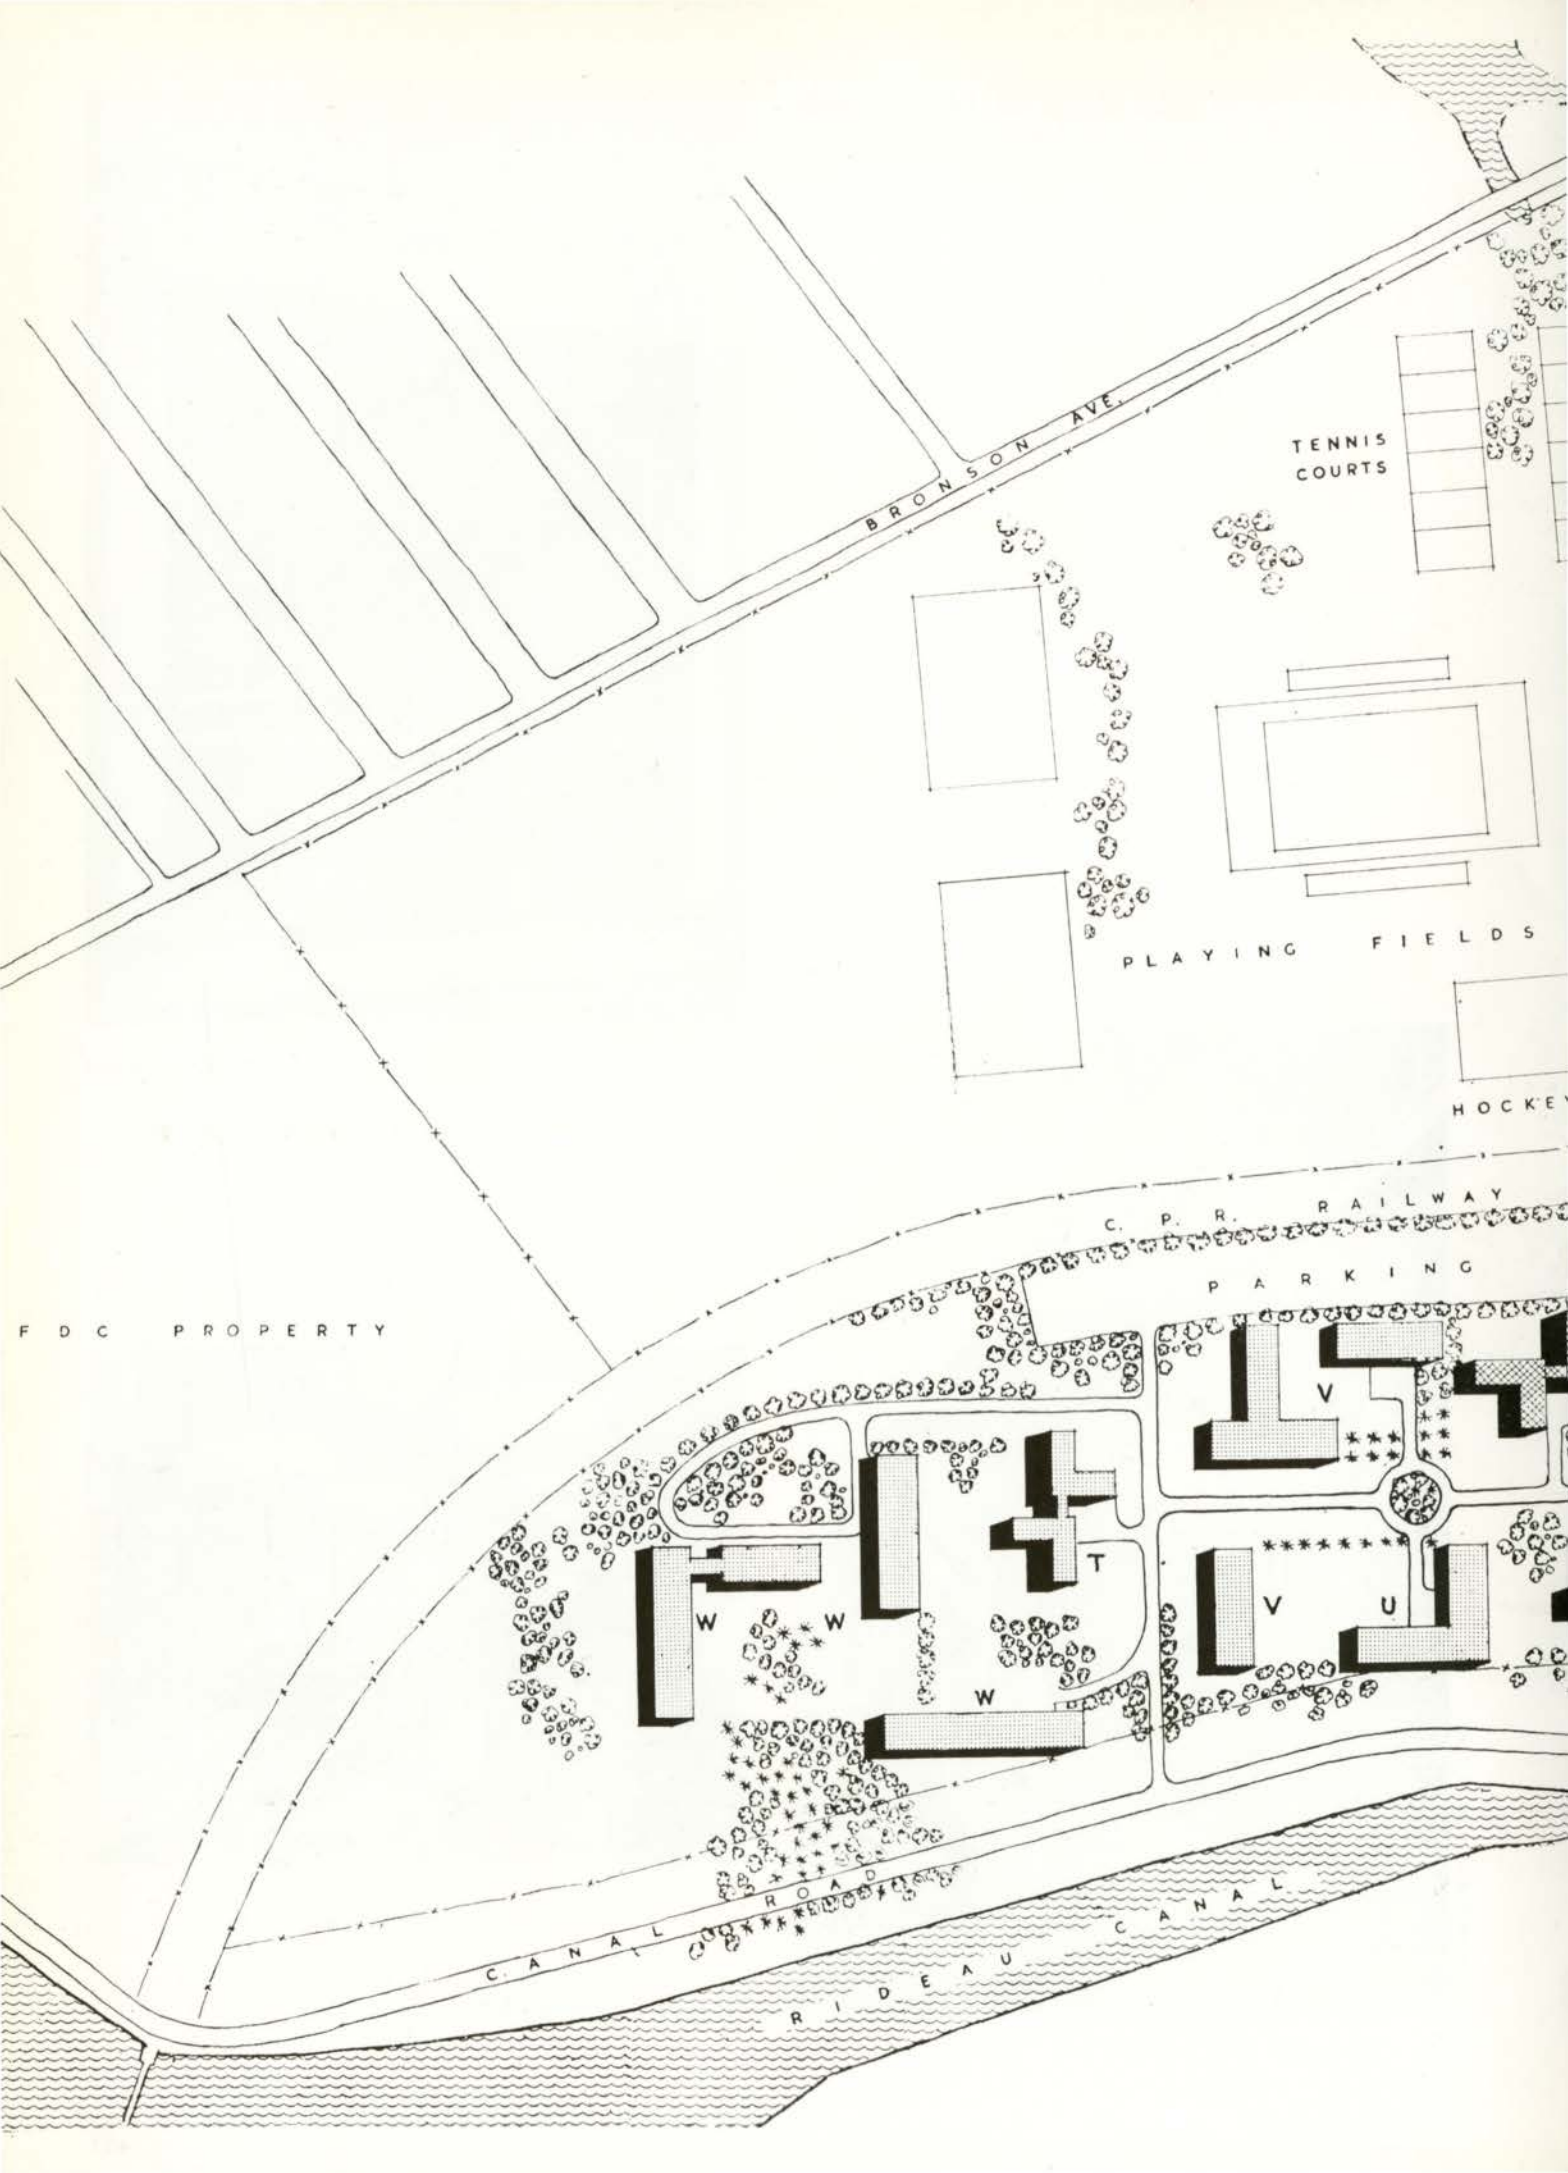 BRONSON AVE.
TENNIS
COURTS
PLAYING FIELDS
HOCKEY
C. P. R. RAILWAY
PARKING
FDC PROPERTY
V
T
V
U
W
W
W
CANAL ROAD
RIDEAU CANAL